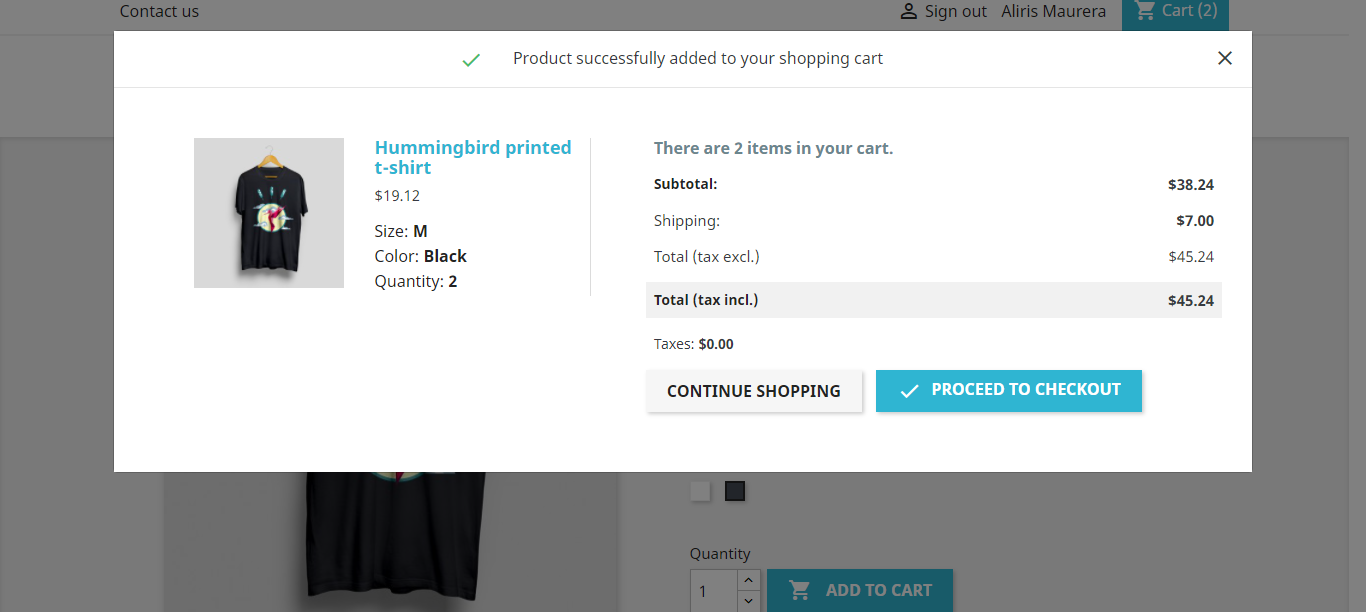 Contact us
Sign out Aliris Maurera Cart (2)
Product successfully added to your shopping cart
Hummingbird printed
t-shirt
$19.12
Size: M
Color: Black
Quantity: 2
There are 2 items in your cart.
Subtotal: $38.24
Shipping: $7.00
Total (tax excl.) $45.24
Total (tax incl.) $45.24
Taxes: $0.00
CONTINUE SHOPPING PROCEED TO CHECKOUT
Quantity
1 ADD TO CART